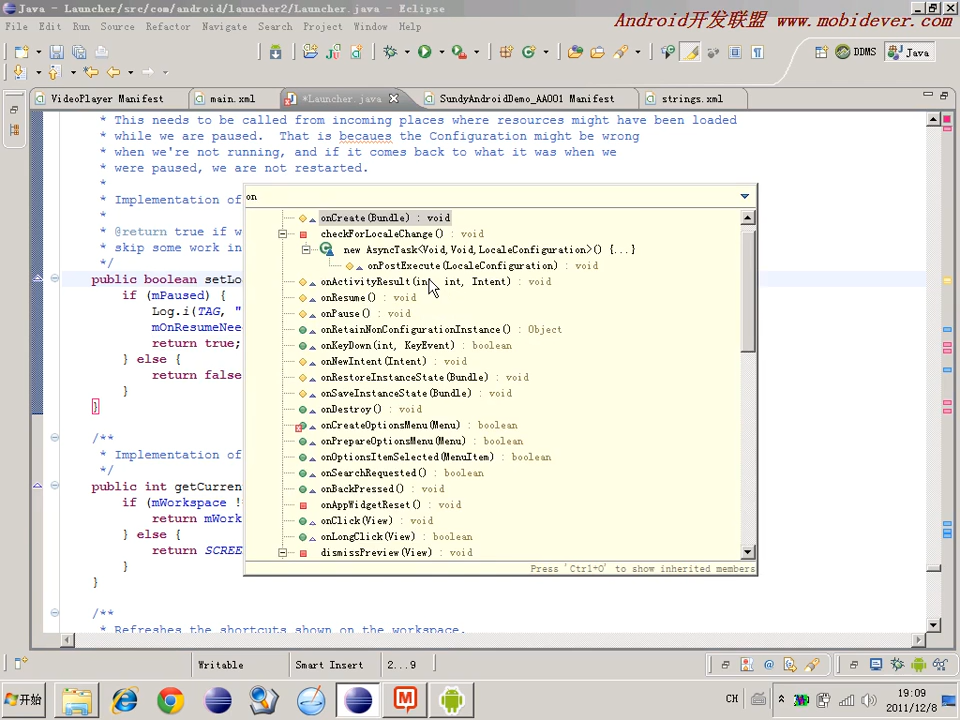 Java - Launcher/src/com/android/launcher2/Launcher.java - Eclipse
Android开发联盟 www.mobidever.com
File Edit Run Source Refactor Navigate Search Project Window Help
DDMS Java
VideoPlayer Manifest main.xml *Launcher.java SundyAndroidDemo_AA001 Manifest strings.xml
* This needs to be called from incoming places where resources might have been loaded
* while we are paused. That is becaues the Configuration might be wrong
* when we're not running, and if it comes back to what it was when we
* were paused, we are not restarted.
*
* Implementation of
*
* @return true if w
* skip some work in
*/
public boolean setLo
if (mPaused) {
Log.i(TAG, "
mOnResumeNee
return true;
} else {
return false
}
}
/**
* Implementation of
*/
public int getCurren
if (mWorkspace !
return mWork
} else {
return SCREE
}
}
/**
* Refreshes the shortcuts shown on the workspace.
on
onCreate(Bundle) : void
checkForLocaleChange() : void
new AsyncTask<Void,Void,LocaleConfiguration>() {...}
onPostExecute(LocaleConfiguration) : void
onActivityResult(int, int, Intent) : void
onResume() : void
onPause() : void
onRetainNonConfigurationInstance() : Object
onKeyDown(int, KeyEvent) : boolean
onNewIntent(Intent) : void
onRestoreInstanceState(Bundle) : void
onSaveInstanceState(Bundle) : void
onDestroy() : void
onCreateOptionsMenu(Menu) : boolean
onPrepareOptionsMenu(Menu) : boolean
onOptionsItemSelected(MenuItem) : boolean
onSearchRequested() : boolean
onBackPressed() : void
onAppWidgetReset() : void
onClick(View) : void
onLongClick(View) : boolean
dismissPreview(View) : void
Press 'Ctrl+O' to show inherited members
Writable Smart Insert 2...9
开始
CH
19:09
2011/12/8